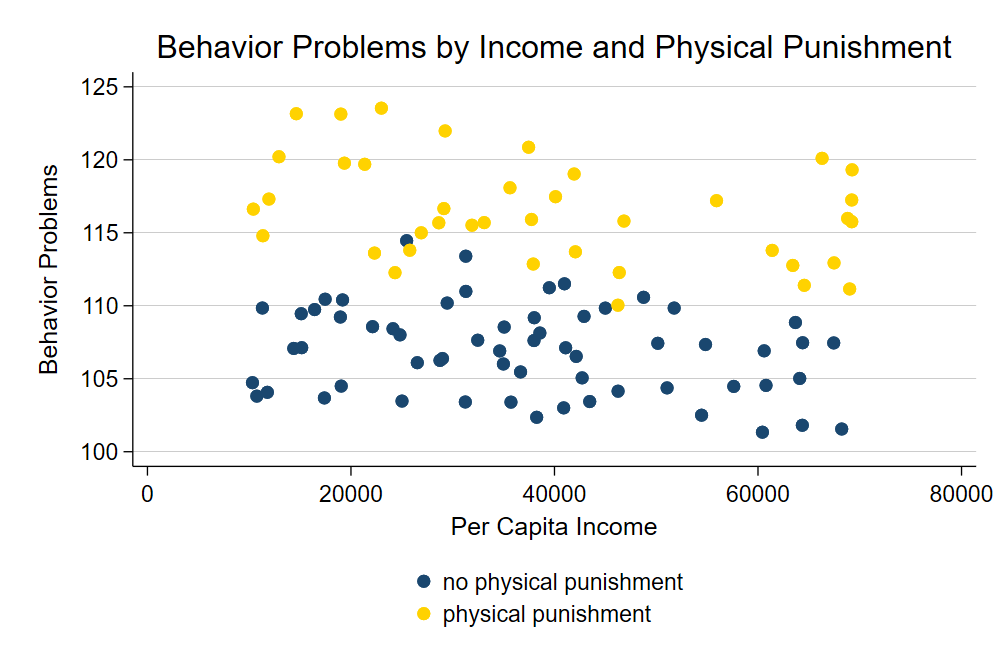 Behavior Problems by Income and Physical Punishment
125
120
115
110
105
100
Behavior Problems
0 20000 40000 60000 80000
Per Capita Income
no physical punishment
physical punishment